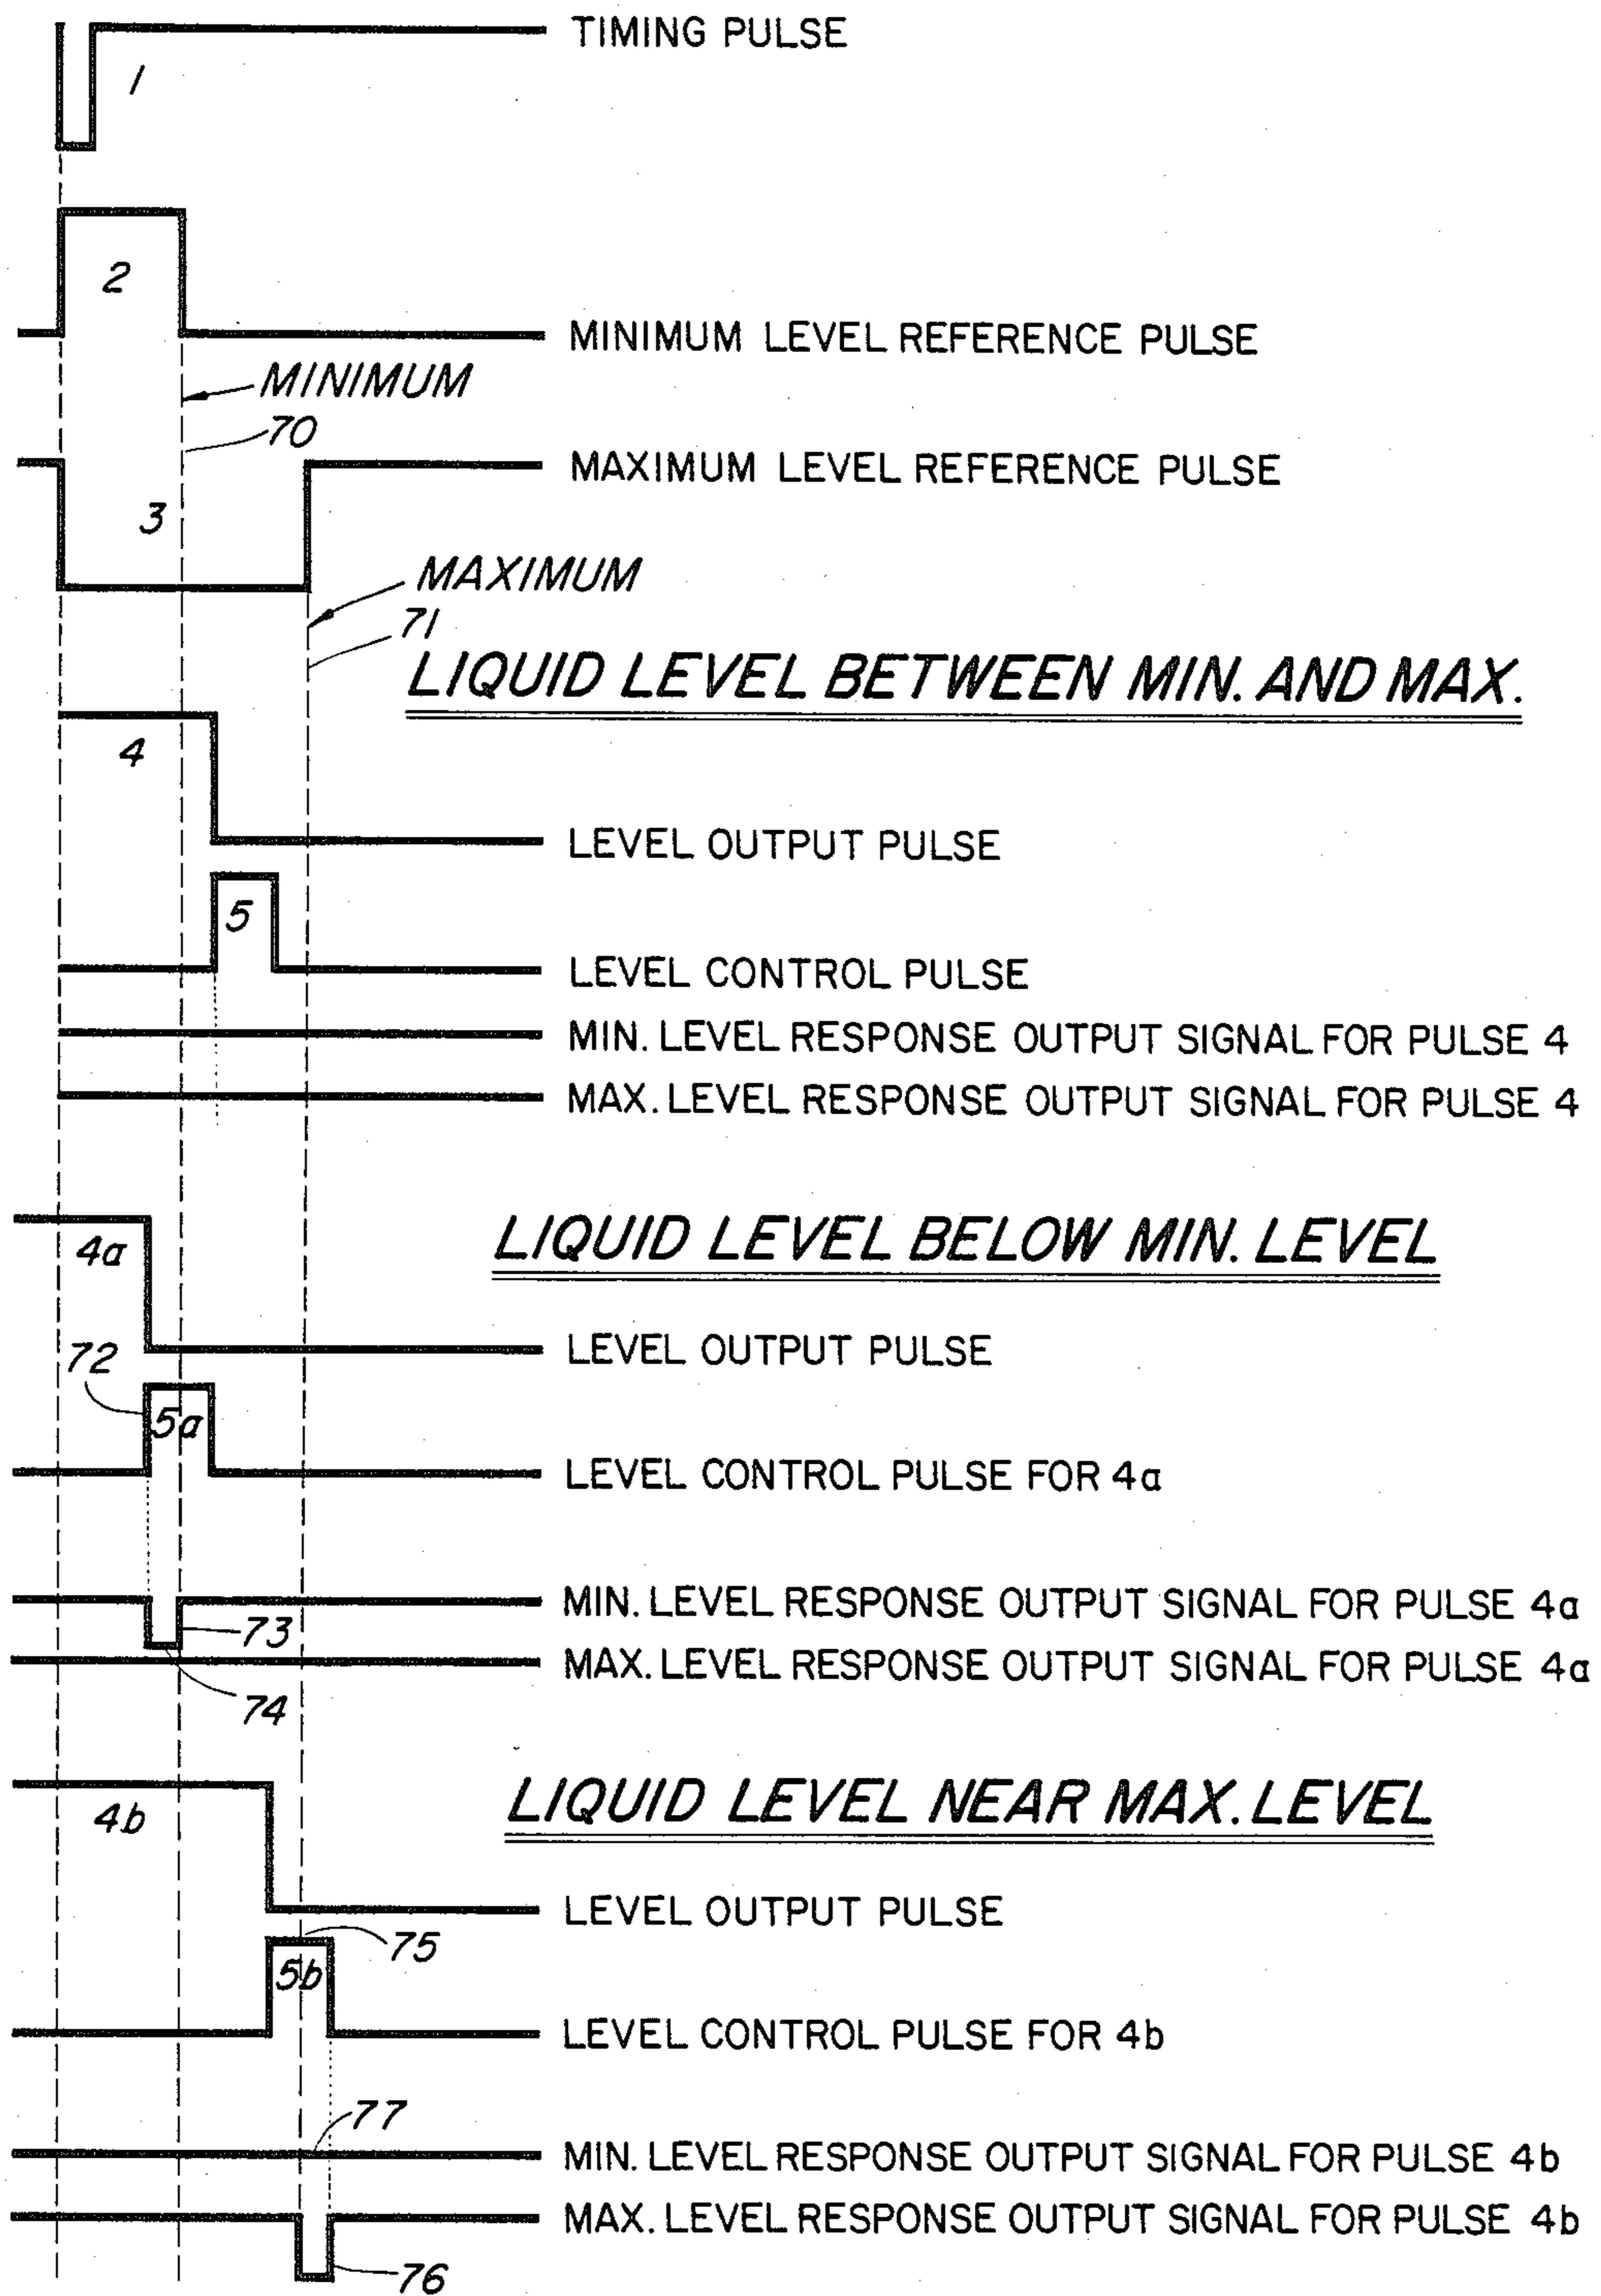 TIMING PULSE
1
2
MINIMUM LEVEL REFERENCE PULSE
MINIMUM
70
MAXIMUM LEVEL REFERENCE PULSE
3
MAXIMUM
71
LIQUID LEVEL BETWEEN MIN. AND MAX.
4
LEVEL OUTPUT PULSE
5
LEVEL CONTROL PULSE
MIN. LEVEL RESPONSE OUTPUT SIGNAL FOR PULSE 4
MAX. LEVEL RESPONSE OUTPUT SIGNAL FOR PULSE 4
LIQUID LEVEL BELOW MIN. LEVEL
4a
LEVEL OUTPUT PULSE
72
5a
LEVEL CONTROL PULSE FOR 4a
MIN. LEVEL RESPONSE OUTPUT SIGNAL FOR PULSE 4a
73
MAX. LEVEL RESPONSE OUTPUT SIGNAL FOR PULSE 4a
74
LIQUID LEVEL NEAR MAX. LEVEL
4b
LEVEL OUTPUT PULSE
75
5b
LEVEL CONTROL PULSE FOR 4b
77
MIN. LEVEL RESPONSE OUTPUT SIGNAL FOR PULSE 4b
MAX. LEVEL RESPONSE OUTPUT SIGNAL FOR PULSE 4b
76